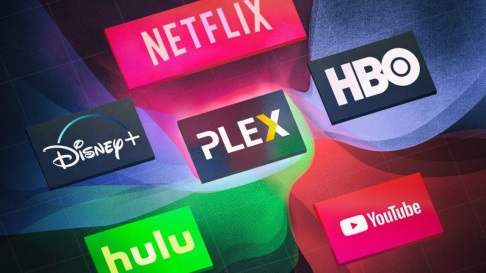 NETFLIX
HBO
Disney+
PLEX
YouTube
hulu